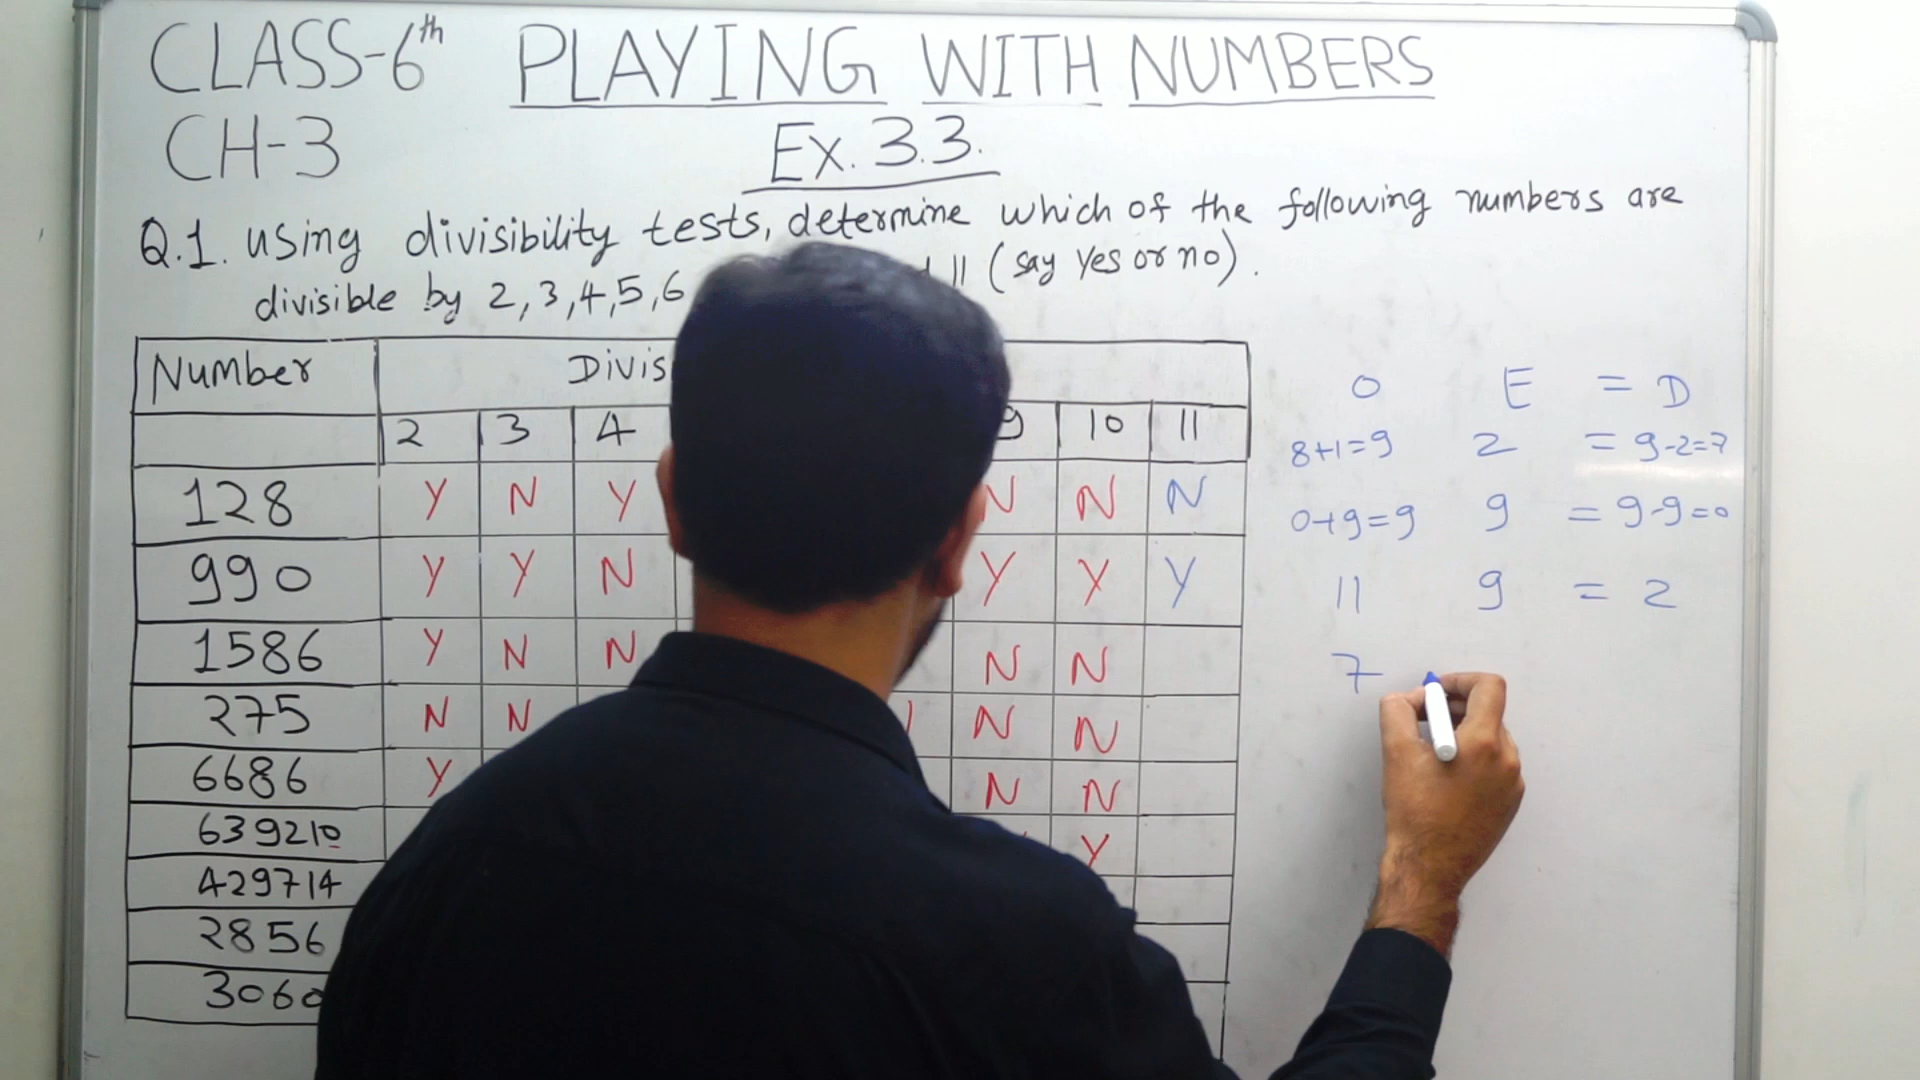 CLASS-6th PLAYING WITH NUMBERS
CH-3 Ex. 3.3.
Q.1. using divisibility tests, determine which of the following numbers are
divisible by 2,3,4,5,6 11 (say yes or no).
Number Divis
2 3 4 9 10 11
128 Y N Y N N N
990 Y Y N Y Y Y
1586 Y N N N N
275 N N N N
6686 Y N N
639210 Y
429714
2856
3060
O E = D
8+1=9 2 = 9-2=7
0+9=9 9 = 9-9=0
11 9 = 2
7